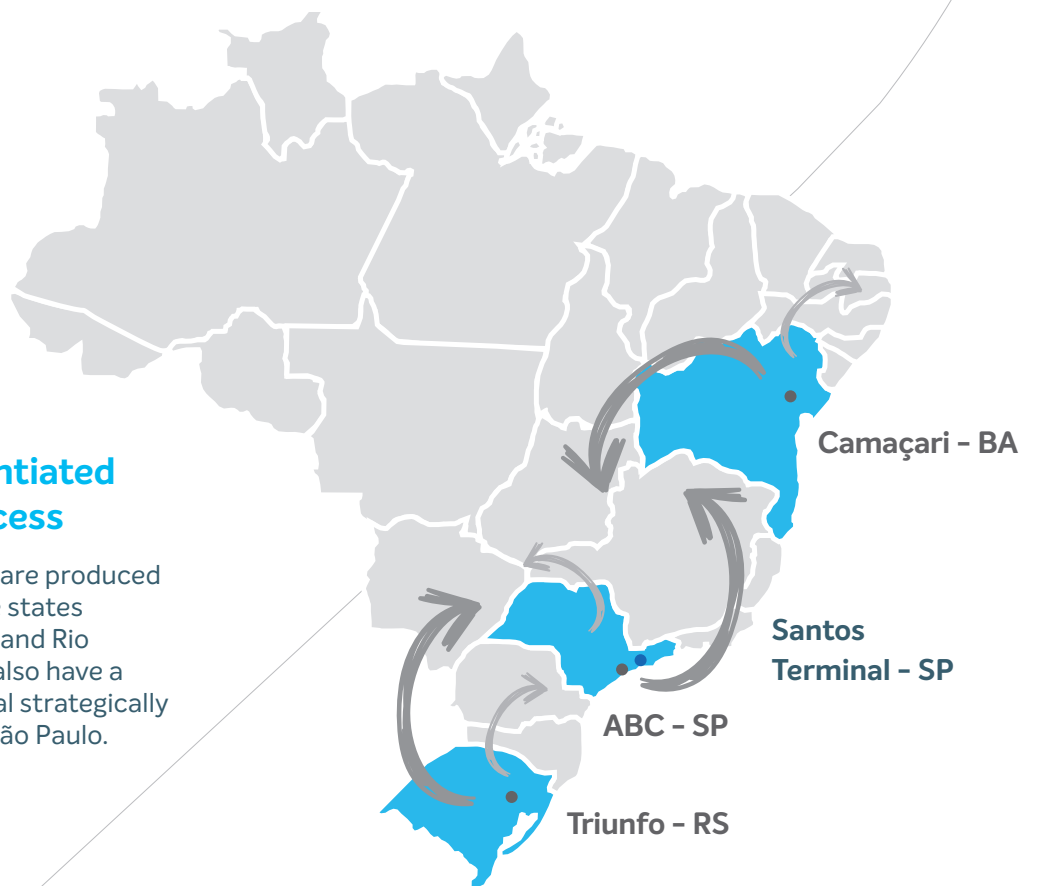 ntiated
cess
are produced
states
and Rio
also have a
al strategically
ão Paulo.
Camaçari – BA
Santos
Terminal – SP
ABC – SP
Triunfo – RS